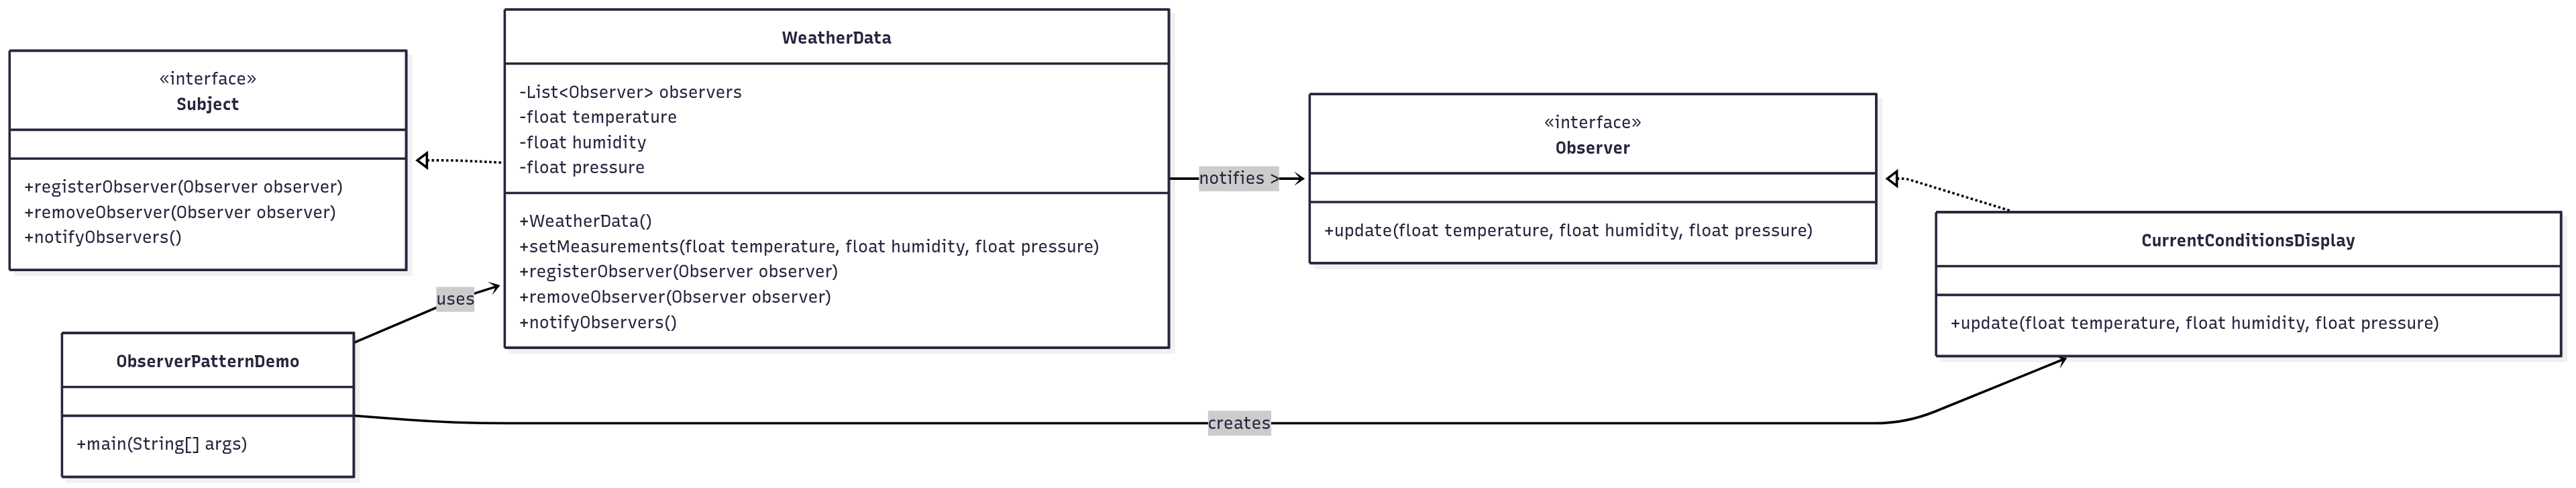 «interface»
Subject
+registerObserver(Observer observer)
+removeObserver(Observer observer)
+notifyObservers()
WeatherData
-List<Observer> observers
-float temperature
-float humidity
-float pressure
+WeatherData()
+setMeasurements(float temperature, float humidity, float pressure)
+registerObserver(Observer observer)
+removeObserver(Observer observer)
+notifyObservers()
notifies >
«interface»
Observer
+update(float temperature, float humidity, float pressure)
CurrentConditionsDisplay
+update(float temperature, float humidity, float pressure)
uses
ObserverPatternDemo
+main(String[] args)
creates